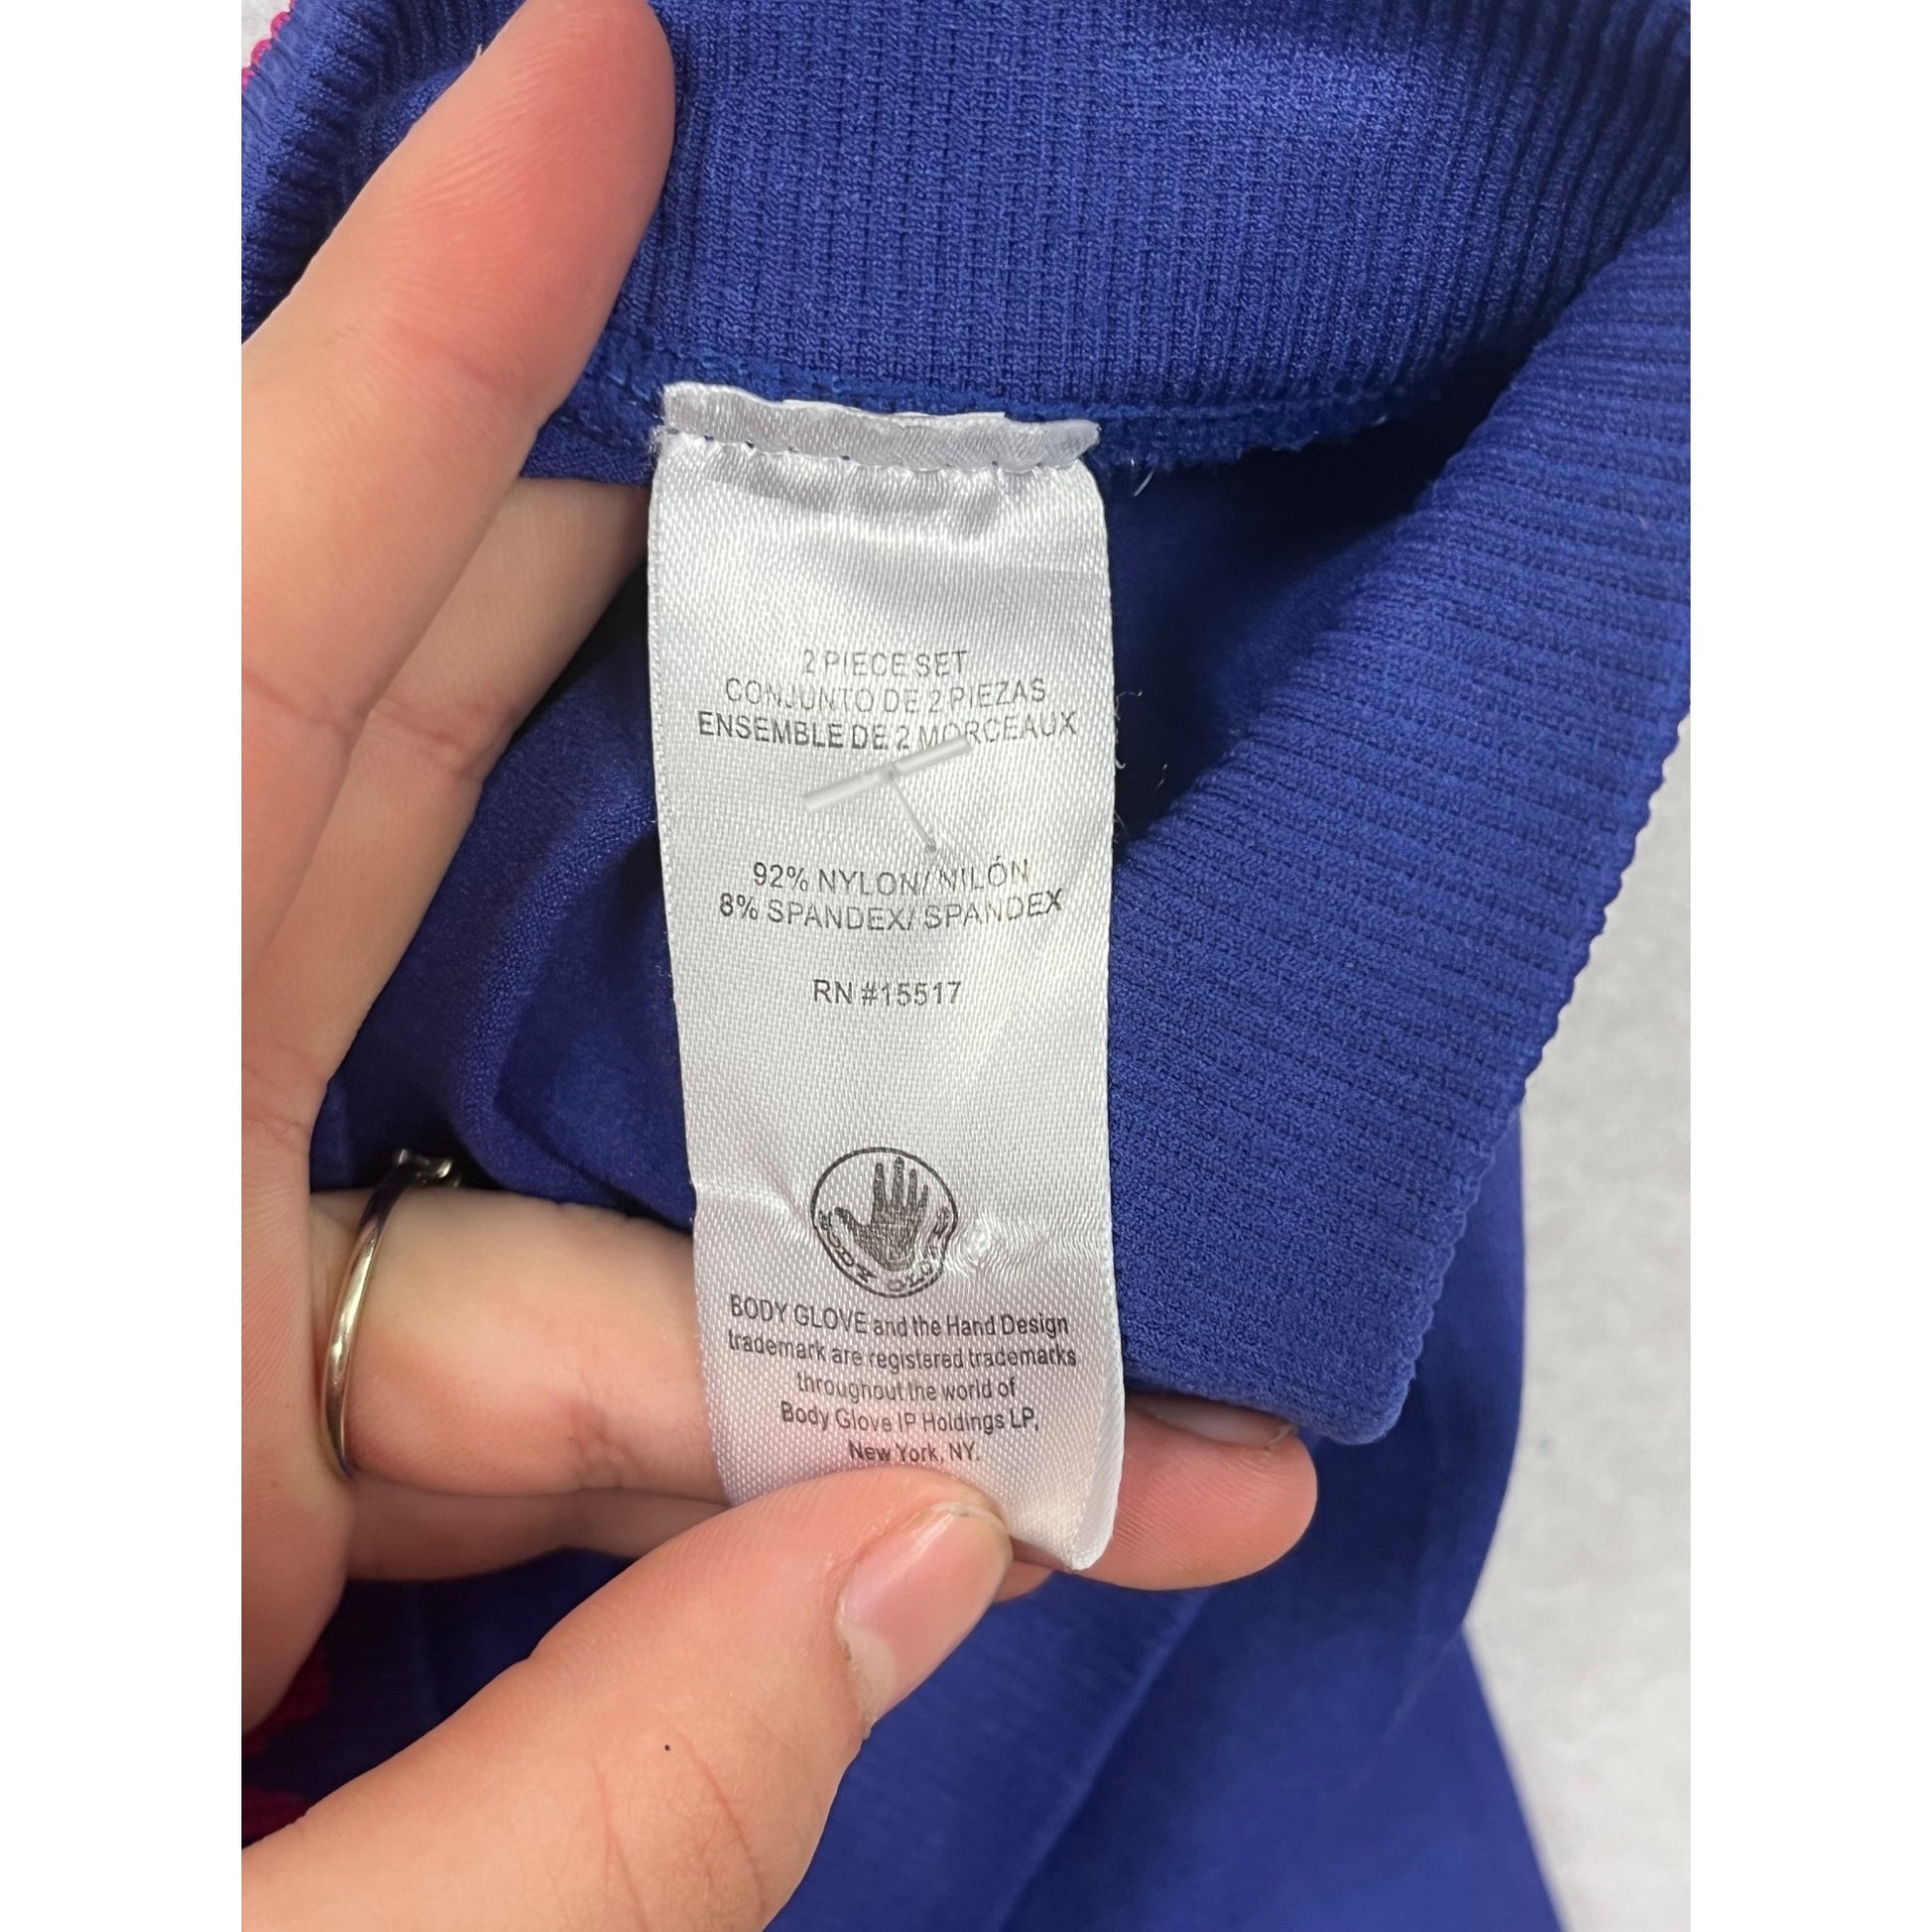 2 PIECE SET
CONJUNTO DE 2 PIEZAS
ENSEMBLE DE 2 MORCEAUX
92% NYLON/ NILÓN
8% SPANDEX/ SPANDEX
RN #15517
BODY GLOVE
BODY GLOVE and the Hand Design
trademark are registered trademarks
throughout the world of
Body Glove IP Holdings LP,
New York, NY.